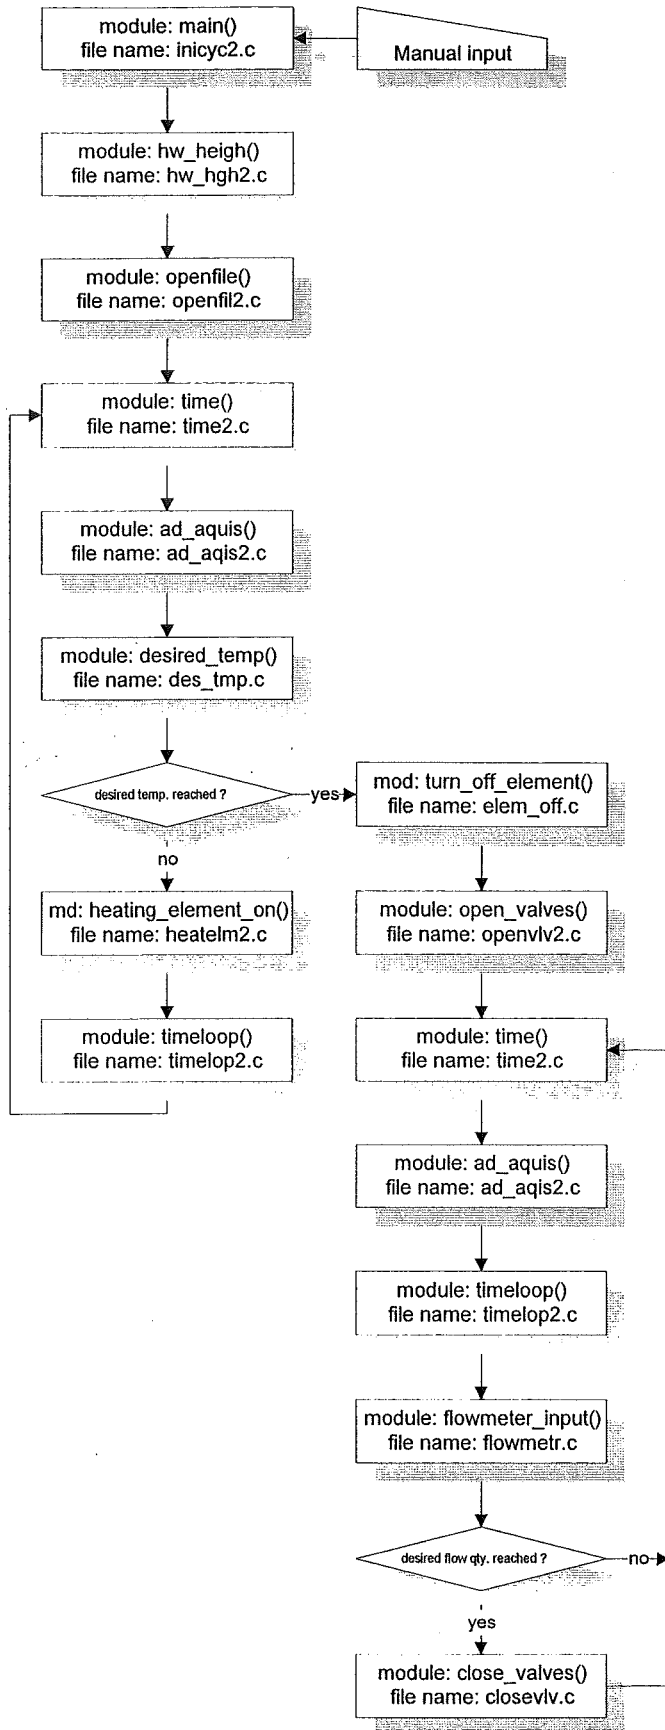 module: main()
file name: inicyc2.c
Manual input
module: hw_heigh()
file name: hw_hgh2.c
module: openfile()
file name: openfil2.c
module: time()
file name: time2.c
module: ad_aquis()
file name: ad_aqis2.c
module: desired_temp()
file name: des_tmp.c
desired temp. reached ?
yes
no
md: heating_element_on()
file name: heatelm2.c
module: timeloop()
file name: timelop2.c
mod: turn_off_element()
file name: elem_off.c
module: open_valves()
file name: openvlv2.c
module: time()
file name: time2.c
module: ad_aquis()
file name: ad_aqis2.c
module: timeloop()
file name: timelop2.c
module: flowmeter_input()
file name: flowmetr.c
desired flow qty. reached ?
no
yes
module: close_valves()
file name: closevlv.c